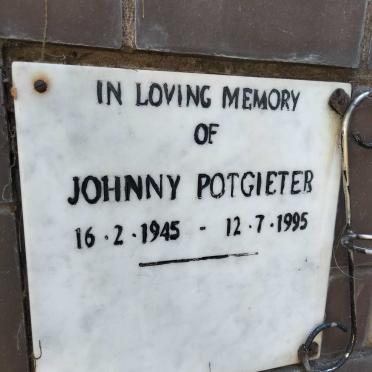 IN LOVING MEMORY
OF
JOHNNY POTGIETER
16·2·1945 - 12·7·1995